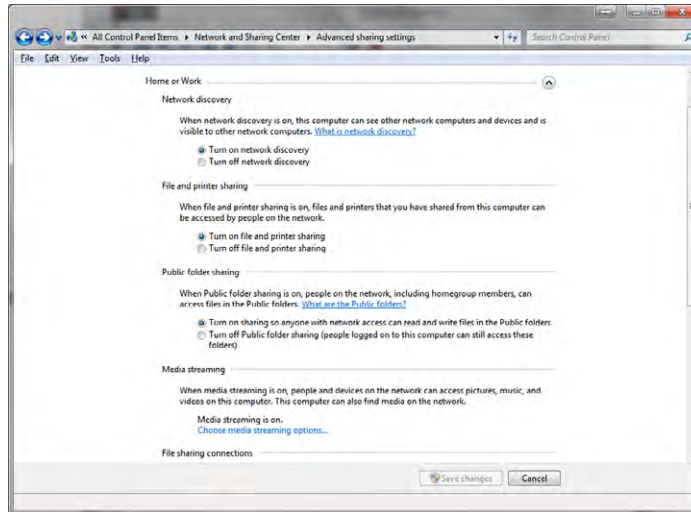 « All Control Panel Items ▸ Network and Sharing Center ▸ Advanced sharing settings
Search Control Panel
File Edit View Tools Help
Home or Work
Network discovery
When network discovery is on, this computer can see other network computers and devices and is
visible to other network computers. What is network discovery?
Turn on network discovery
Turn off network discovery
File and printer sharing
When file and printer sharing is on, files and printers that you have shared from this computer can
be accessed by people on the network.
Turn on file and printer sharing
Turn off file and printer sharing
Public folder sharing
When Public folder sharing is on, people on the network, including homegroup members, can
access files in the Public folders. What are the Public folders?
Turn on sharing so anyone with network access can read and write files in the Public folders
Turn off Public folder sharing (people logged on to this computer can still access these
folders)
Media streaming
When media streaming is on, people and devices on the network can access pictures, music, and
videos on this computer. This computer can also find media on the network.
Media streaming is on.
Choose media streaming options...
File sharing connections
Save changes Cancel